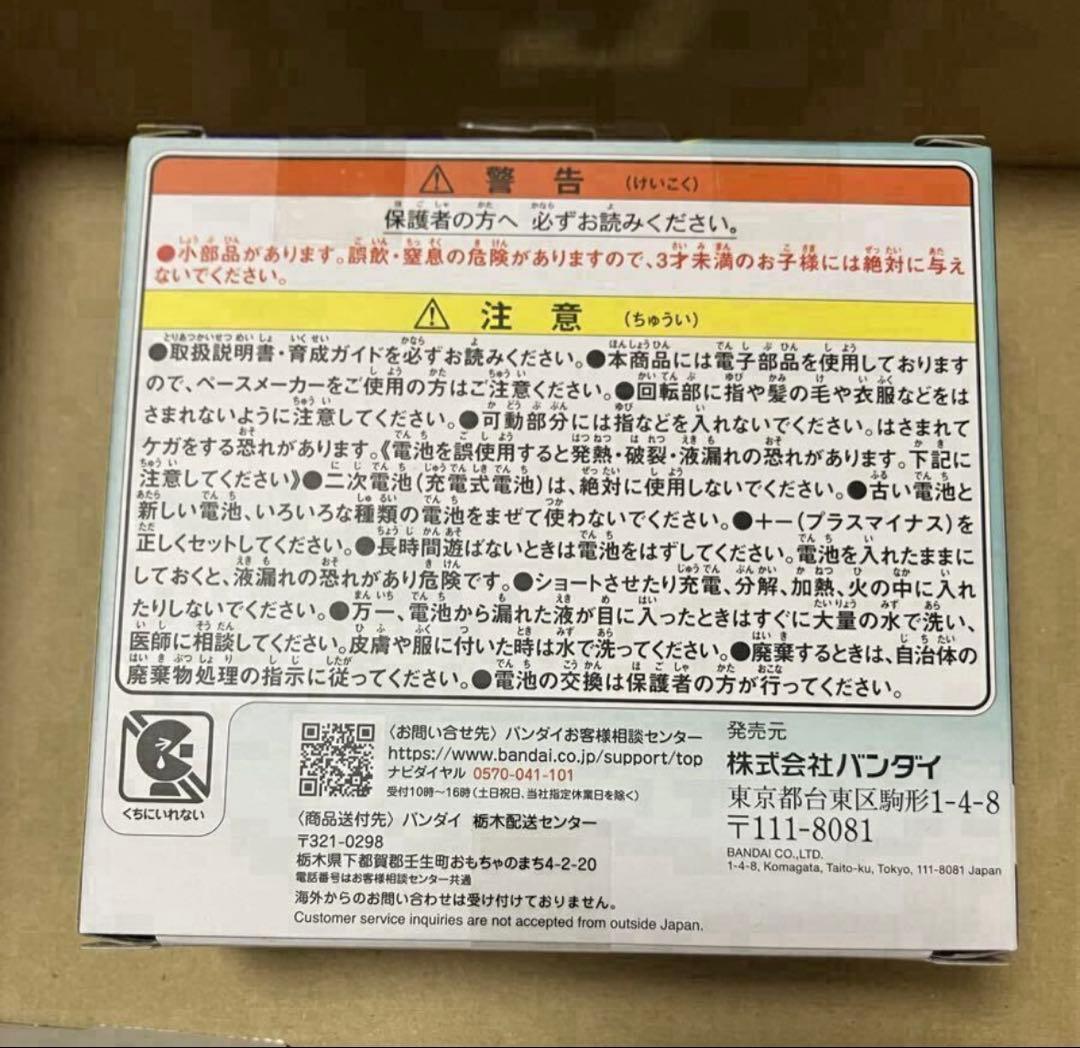 ⚠ 警告 (けいこく)
保護者の方へ 必ずお読みください。
●小部品があります。誤飲・窒息の危険がありますので、3才未満のお子様には絶対に与え
ないでください。
⚠ 注意 (ちゅうい)
●取扱説明書・育成ガイドを必ずお読みください。●本商品には電子部品を使用しております
ので、ペースメーカーをご使用の方はご注意ください。●回転部に指や髪の毛や衣服などをは
さまれないように注意してください。●可動部分には指などを入れないでください。はさまれて
ケガをする恐れがあります。《電池を誤使用すると発熱・破裂・液漏れの恐れがあります。下記に
注意してください》●二次電池(充電式電池)は、絶対に使用しないでください。●古い電池と
新しい電池、いろいろな種類の電池をまぜて使わないでください。●+−(プラスマイナス)を
正しくセットしてください。●長時間遊ばないときは電池をはずしてください。電池を入れたままに
しておくと、液漏れの恐れがあり危険です。●ショートさせたり充電、分解、加熱、火の中に入れ
たりしないでください。●万一、電池から漏れた液が目に入ったときはすぐに大量の水で洗い、
医師に相談してください。皮膚や服に付いた時は水で洗ってください。●廃棄するときは、自治体の
廃棄物処理の指示に従ってください。●電池の交換は保護者の方が行ってください。
くちにいれない
〈お問い合せ先〉バンダイお客様相談センター
https://www.bandai.co.jp/support/top
ナビダイヤル 0570-041-101
受付10時〜16時(土日祝日、当社指定休業日を除く)
〈商品送付先〉バンダイ 栃木配送センター
〒321-0298
栃木県下都賀郡壬生町おもちゃのまち4-2-20
電話番号はお客様相談センター共通
海外からのお問い合わせは受け付けておりません。
Customer service inquiries are not accepted from outside Japan.
発売元
株式会社バンダイ
東京都台東区駒形1-4-8
〒111-8081
BANDAI CO.,LTD.
1-4-8, Komagata, Taito-ku, Tokyo, 111-8081 Japan